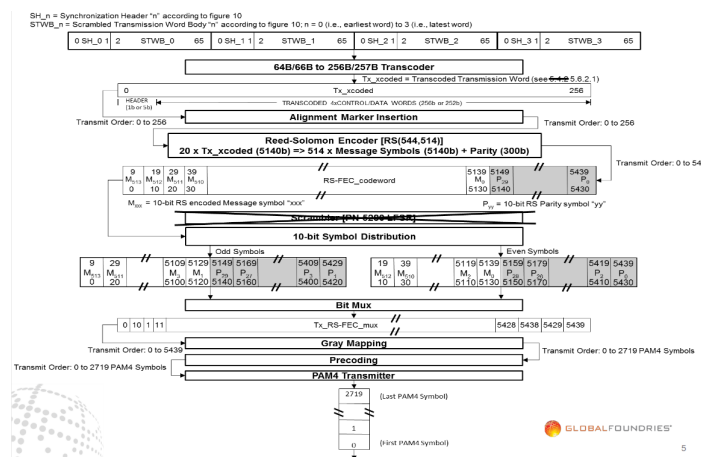 SH_n = Synchronization Header "n" according to figure 10
STWB_n = Scrambled Transmission Word Body "n" according to figure 10; n = 0 (i.e., earliest word) to 3 (i.e., latest word)
0 SH_0 1 2 STWB_0 65 0 SH_1 1 2 STWB_1 65 0 SH_2 1 2 STWB_2 65 0 SH_3 1 2 STWB_3 65
64B/66B to 256B/257B Transcoder
Tx_xcoded = Transcoded Transmission Word (see 5.4.2 5.6.2.1)
0 Tx_xcoded 256
HEADER
(1b or 5b)
TRANSCODED 4xCONTROL/DATA WORDS (256b or 252b)
Transmit Order: 0 to 256
Alignment Marker Insertion
Transmit Order: 0 to 256
Reed-Solomon Encoder [RS(544,514)]
20 x Tx_xcoded (5140b) => 514 x Message Symbols (5140b) + Parity (300b)
Transmit Order: 0 to 54
9 19 29 39 // 5139 5149 // 5439
M513 M512 M511 M510 RS-FEC_codeword M0 P29 P0
0 10 20 30 // 5130 5140 5430
Mxxx = 10-bit RS encoded Message symbol "xxx"
PYY = 10-bit RS Parity symbol "yy"
Scrambler [PN-5280 LFSR]
10-bit Symbol Distribution
Odd Symbols
Even Symbols
9 29 // 5109 5129 5149 5169 // 5409 5429
M513 M511 M3 M1 P29 P27 P3 P1
0 20 // 5100 5120 5140 5160 // 5400 5420
19 39 // 5119 5139 5159 5179 // 5419 5439
M512 M510 M2 M0 P28 P26 P2 P0
10 30 // 5110 5130 5150 5170 // 5410 5430
Bit Mux
0 10 1 11 // Tx_RS-FEC_mux // 5428 5438 5429 5439
Gray Mapping
Transmit Order: 0 to 5439
Transmit Order: 0 to 2719 PAM4 Symbols
Precoding
Transmit Order: 0 to 2719 PAM4 Symbols
PAM4 Transmitter
2719 (Last PAM4 Symbol)
1
0 (First PAM4 Symbol)
GLOBALFOUNDRIES
5